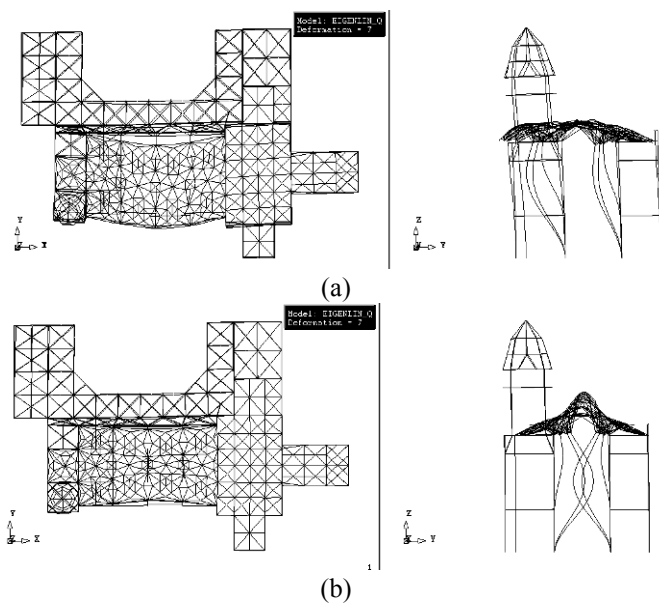 Model: EIGENLIN_Q
Deformation = 7
Y
Z X
Z
X Y
(a)
Model: EIGENLIN_Q
Deformation = 7
Y
Z X
Z
X Y
1
(b)